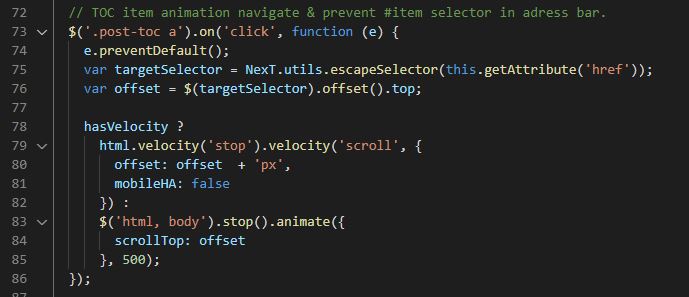 72 // TOC item animation navigate & prevent #item selector in adress bar.
73 $('.post-toc a').on('click', function (e) {
74 e.preventDefault();
75 var targetSelector = NexT.utils.escapeSelector(this.getAttribute('href'));
76 var offset = $(targetSelector).offset().top;
77
78 hasVelocity ?
79 html.velocity('stop').velocity('scroll', {
80 offset: offset  + 'px',
81 mobileHA: false
82 }) :
83 $('html, body').stop().animate({
84 scrollTop: offset
85 }, 500);
86 });